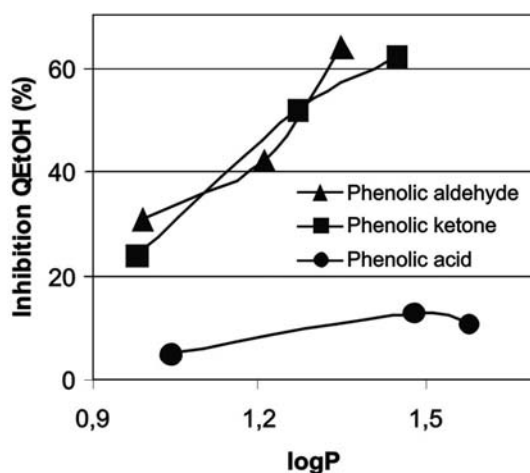 Inhibition QEtOH (%)
60
40
20
0
Phenolic aldehyde
Phenolic ketone
Phenolic acid
0,9
1,2
1,5
logP